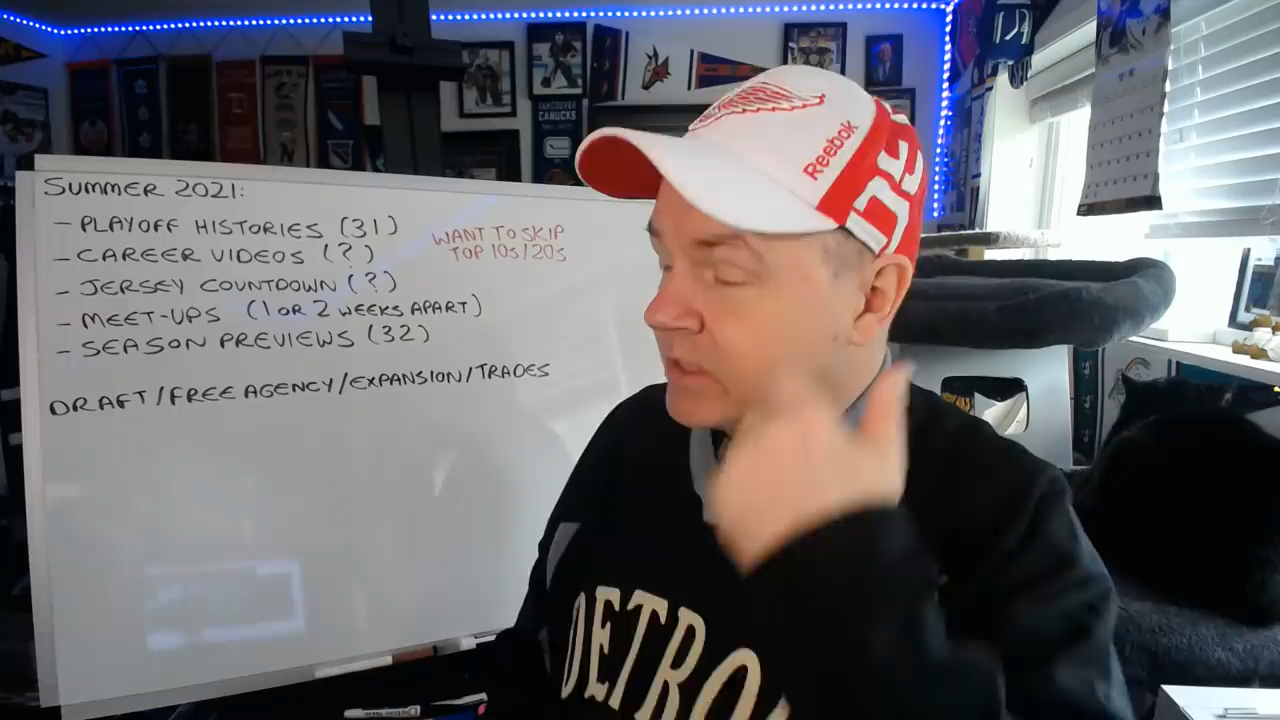 SUMMER 2021:
- PLAYOFF HISTORIES (31)
- CAREER VIDEOS (?)
- JERSEY COUNTDOWN (?)
- MEET-UPS (1 OR 2 WEEKS APART)
- SEASON PREVIEWS (32)
WANT TO SKIP
TOP 10s/20s
DRAFT/FREE AGENCY/EXPANSION/TRADES
VANCOUVER
CANUCKS
Reebok
DETRO